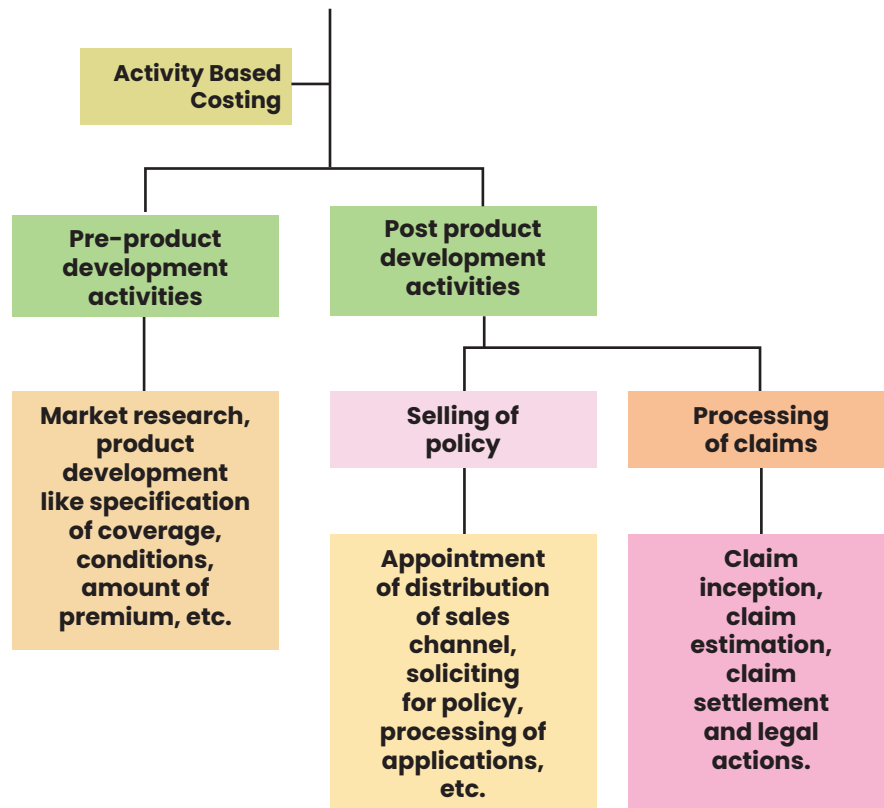 Activity Based
Costing
Pre-product
development
activities
Post product
development
activities
Market research,
product
development
like specification
of coverage,
conditions,
amount of
premium, etc.
Selling of
policy
Processing
of claims
Appointment
of distribution
of sales
channel,
soliciting
for policy,
processing of
applications,
etc.
Claim
inception,
claim
estimation,
claim
settlement
and legal
actions.